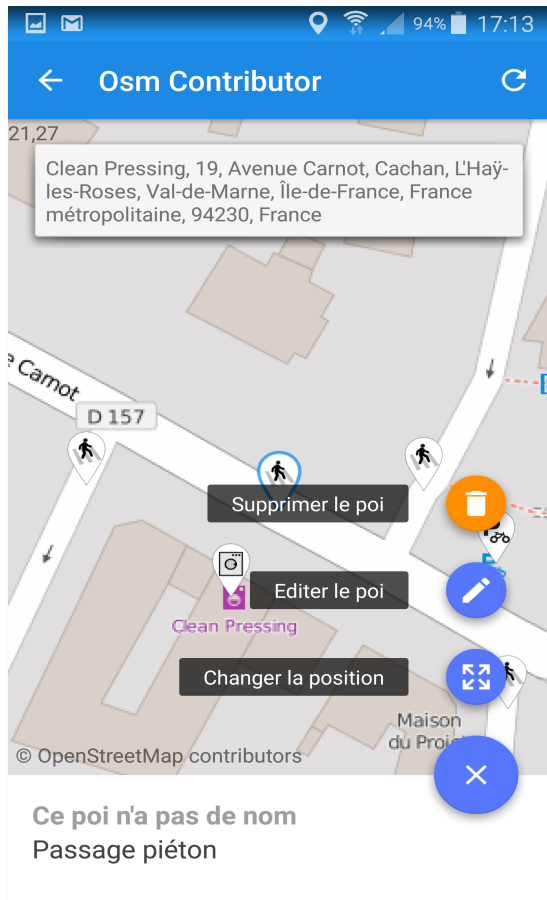 94% 17:13
Osm Contributor
21,27
Clean Pressing, 19, Avenue Carnot, Cachan, L'Haÿ-
les-Roses, Val-de-Marne, Île-de-France, France
métropolitaine, 94230, France
Carnot
D 157
Supprimer le poi
Editer le poi
Clean Pressing
Changer la position
Maison
du
© OpenStreetMap contributors
Ce poi n'a pas de nom
Passage piéton